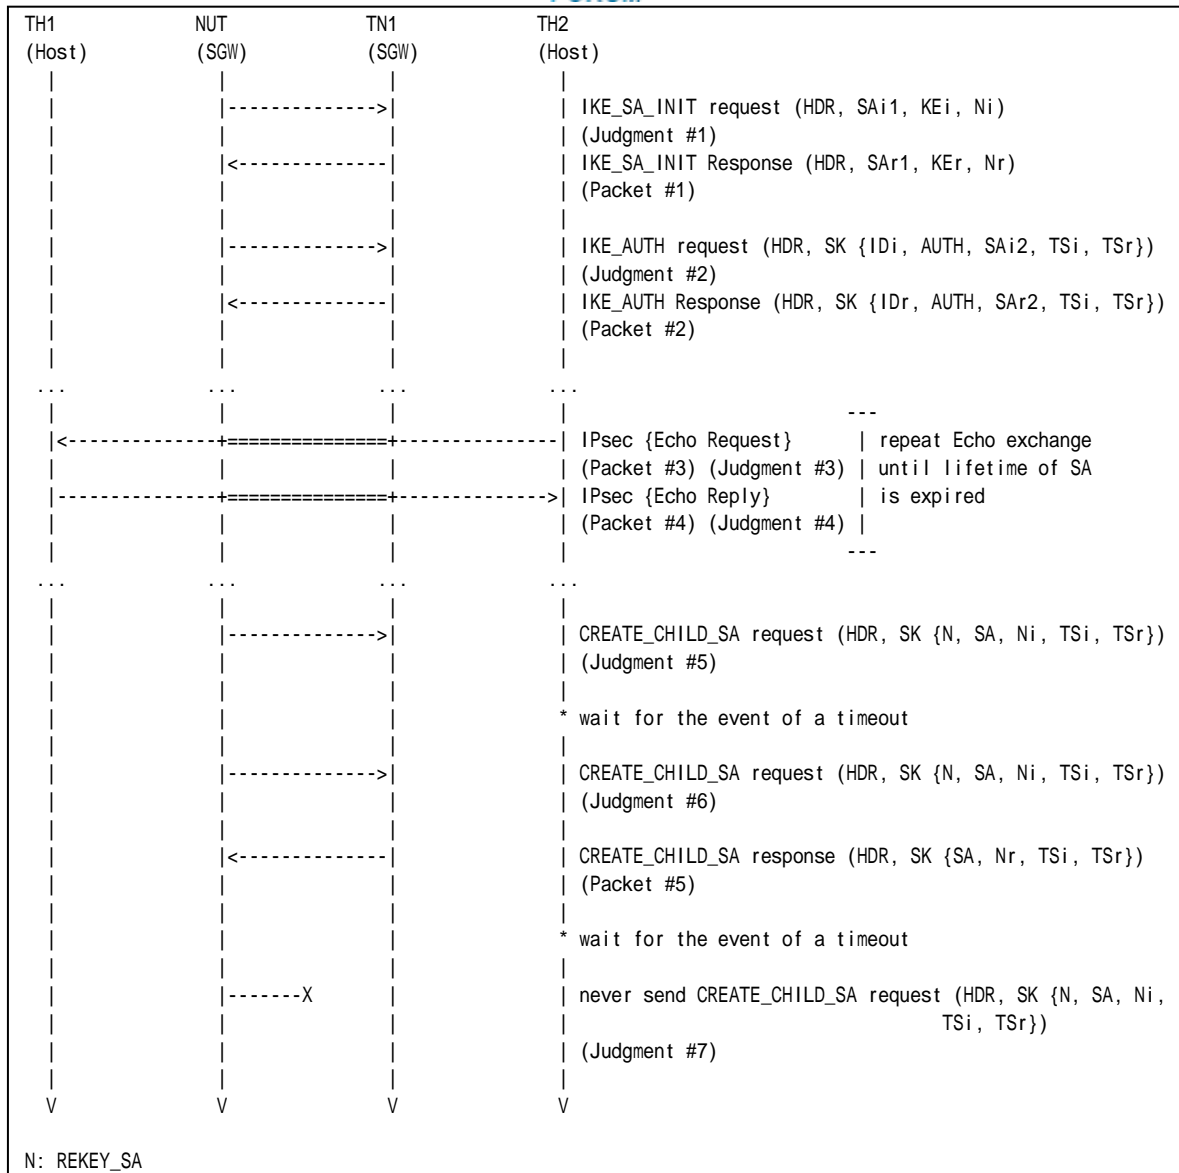 TH1 NUT TN1 TH2
(Host) (SGW) (SGW) (Host)
| | | |
| |-------------->| | IKE_SA_INIT request (HDR, SAi1, KEi, Ni)
| | | | (Judgment #1)
| |<--------------| | IKE_SA_INIT Response (HDR, SAr1, KEr, Nr)
| | | | (Packet #1)
| | | |
| |-------------->| | IKE_AUTH request (HDR, SK {IDi, AUTH, SAi2, TSi, TSr})
| | | | (Judgment #2)
| |<--------------| | IKE_AUTH Response (HDR, SK {IDr, AUTH, SAr2, TSi, TSr})
| | | | (Packet #2)
| | | |
... ... ... ...
| | | | ---
|<--------------+===============+--------------| IPsec {Echo Request} | repeat Echo exchange
| | | | (Packet #3) (Judgment #3) | until lifetime of SA
|---------------+===============+-------------->| IPsec {Echo Reply} | is expired
| | | | (Packet #4) (Judgment #4) |
| | | | ---
... ... ... ...
| | | |
| |-------------->| | CREATE_CHILD_SA request (HDR, SK {N, SA, Ni, TSi, TSr})
| | | | (Judgment #5)
| | | |
| | | * wait for the event of a timeout
| | | |
| |-------------->| | CREATE_CHILD_SA request (HDR, SK {N, SA, Ni, TSi, TSr})
| | | | (Judgment #6)
| | | |
| |<--------------| | CREATE_CHILD_SA response (HDR, SK {SA, Nr, TSi, TSr})
| | | | (Packet #5)
| | | |
| | | * wait for the event of a timeout
| | | |
| |-------X | | never send CREATE_CHILD_SA request (HDR, SK {N, SA, Ni,
| | | | TSi, TSr})
| | | | (Judgment #7)
| | | |
V V V V
N: REKEY_SA